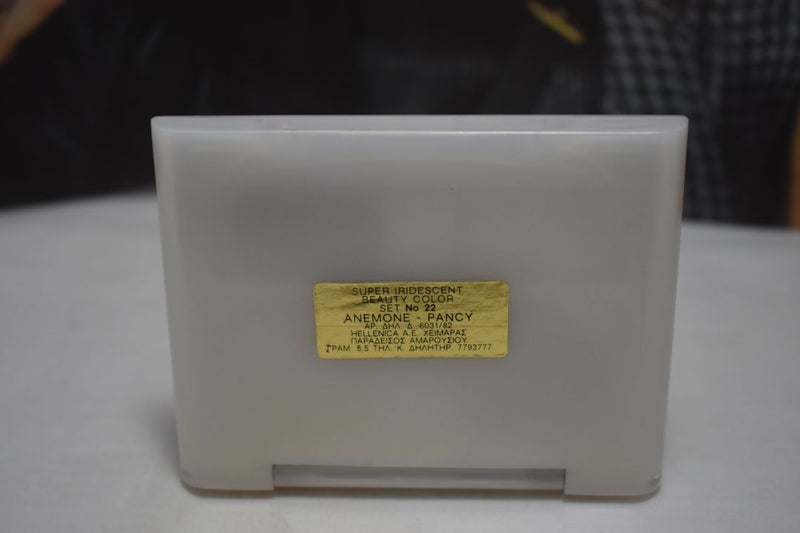 SUPER IRIDESCENT
BEAUTY COLOR
SET No 22
ANEMONE - PANCY
ΑΡ. ΔΗΛ. Δ. 6031/82
HELLENICA A.E. ΧΕΙΜΑΡΑΣ
ΠΑΡΑΔΕΙΣΟΣ ΑΜΑΡΟΥΣΙΟΥ
ΓΡΑΜ. 5,5 ΤΗΛ. Κ. ΔΗΛΗΤΗΡ. 7793777